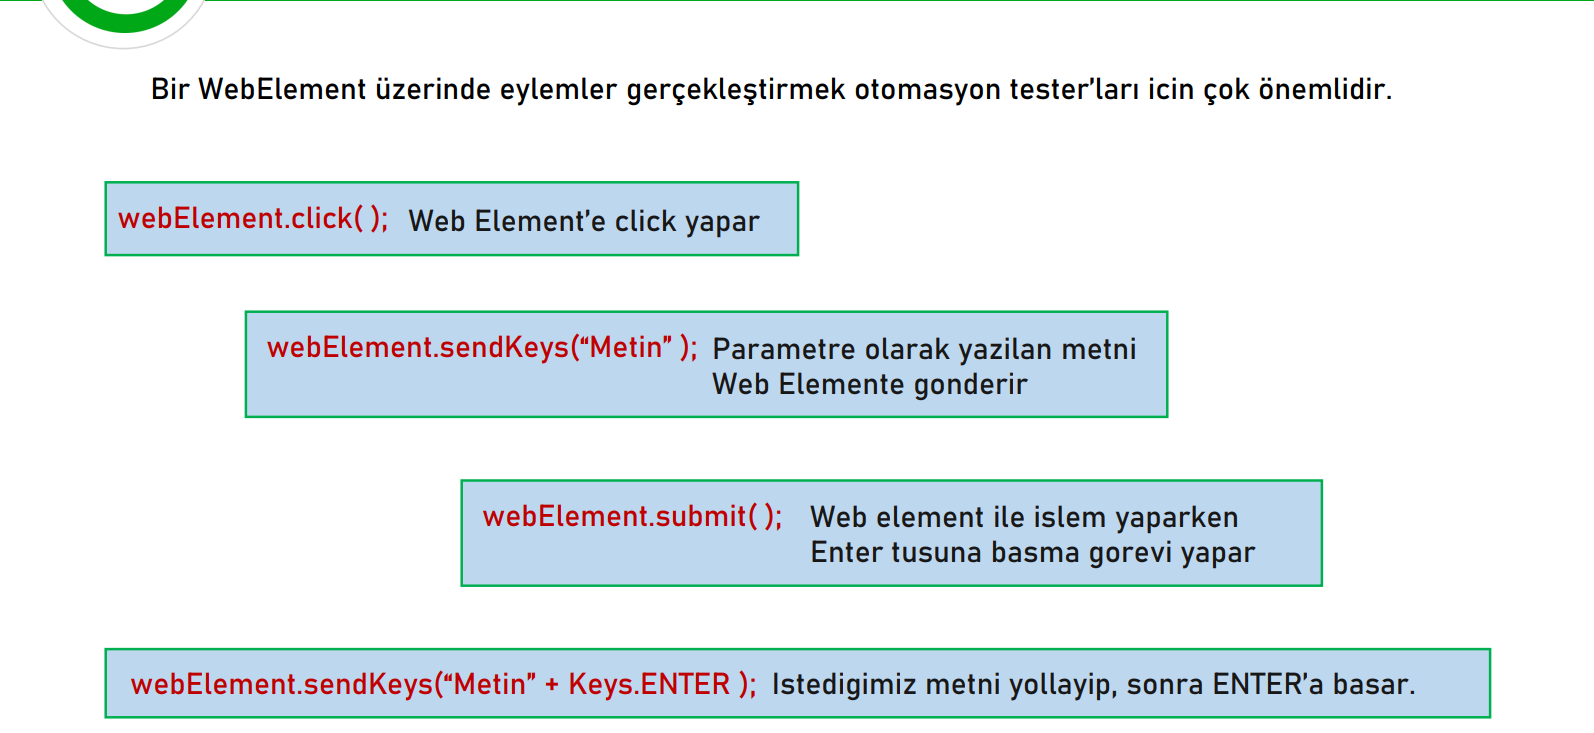 Bir WebElement üzerinde eylemler gerçekleştirmek otomasyon tester’ları icin çok önemlidir.
webElement.click( ); Web Element’e click yapar
webElement.sendKeys(“Metin” ); Parametre olarak yazilan metni
Web Elemente gonderir
webElement.submit( ); Web element ile islem yaparken
Enter tusuna basma gorevi yapar
webElement.sendKeys(“Metin” + Keys.ENTER ); Istedigimiz metni yollayip, sonra ENTER’a basar.